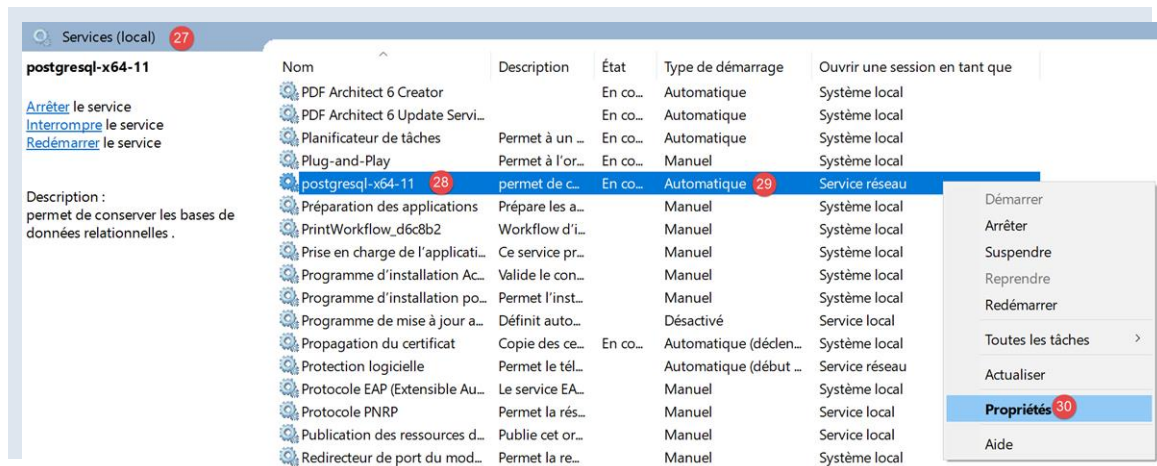 Services (local) 27
postgresql-x64-11
Arrêter le service
Interrompre le service
Redémarrer le service
Description :
permet de conserver les bases de
données relationnelles .
Nom Description État Type de démarrage Ouvrir une session en tant que
PDF Architect 6 Creator En co... Automatique Système local
PDF Architect 6 Update Servi... En co... Automatique Système local
Planificateur de tâches Permet à un ... En co... Automatique Système local
Plug-and-Play Permet à l'or... En co... Manuel Système local
postgresql-x64-11 28 permet de c... En co... Automatique 29 Service réseau
Préparation des applications Prépare les a... Manuel Système local
PrintWorkflow_d6c8b2 Workflow d'i... Manuel Système local
Prise en charge de l'applicati... Ce service pr... Manuel Système local
Programme d'installation Ac... Valide le con... Manuel Système local
Programme d'installation po... Permet l'inst... Manuel Système local
Programme de mise à jour a... Définit auto... Désactivé Service local
Propagation du certificat Copie des ce... En co... Automatique (déclen... Système local
Protection logicielle Permet le tél... Automatique (début ... Service réseau
Protocole EAP (Extensible Au... Le service EA... Manuel Système local
Protocole PNRP Permet la rés... Manuel Service local
Publication des ressources d... Publie cet or... Manuel Service local
Redirecteur de port du mod... Permet la re... Manuel Système local
Démarrer
Arrêter
Suspendre
Reprendre
Redémarrer
Toutes les tâches >
Actualiser
Propriétés 30
Aide